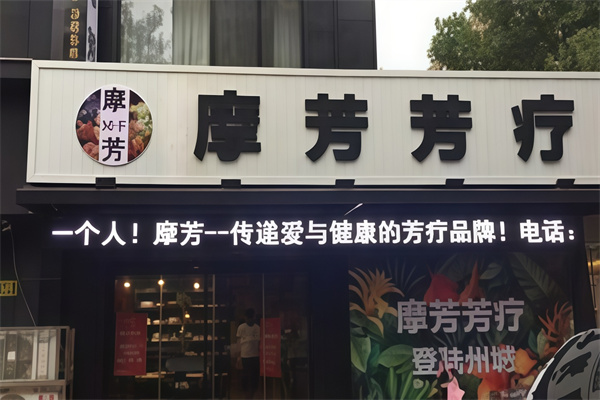 摩
芳
摩芳芳疗
一个人！摩芳--传递爱与健康的芳疗品牌！电话：
摩芳芳疗
登陆州城